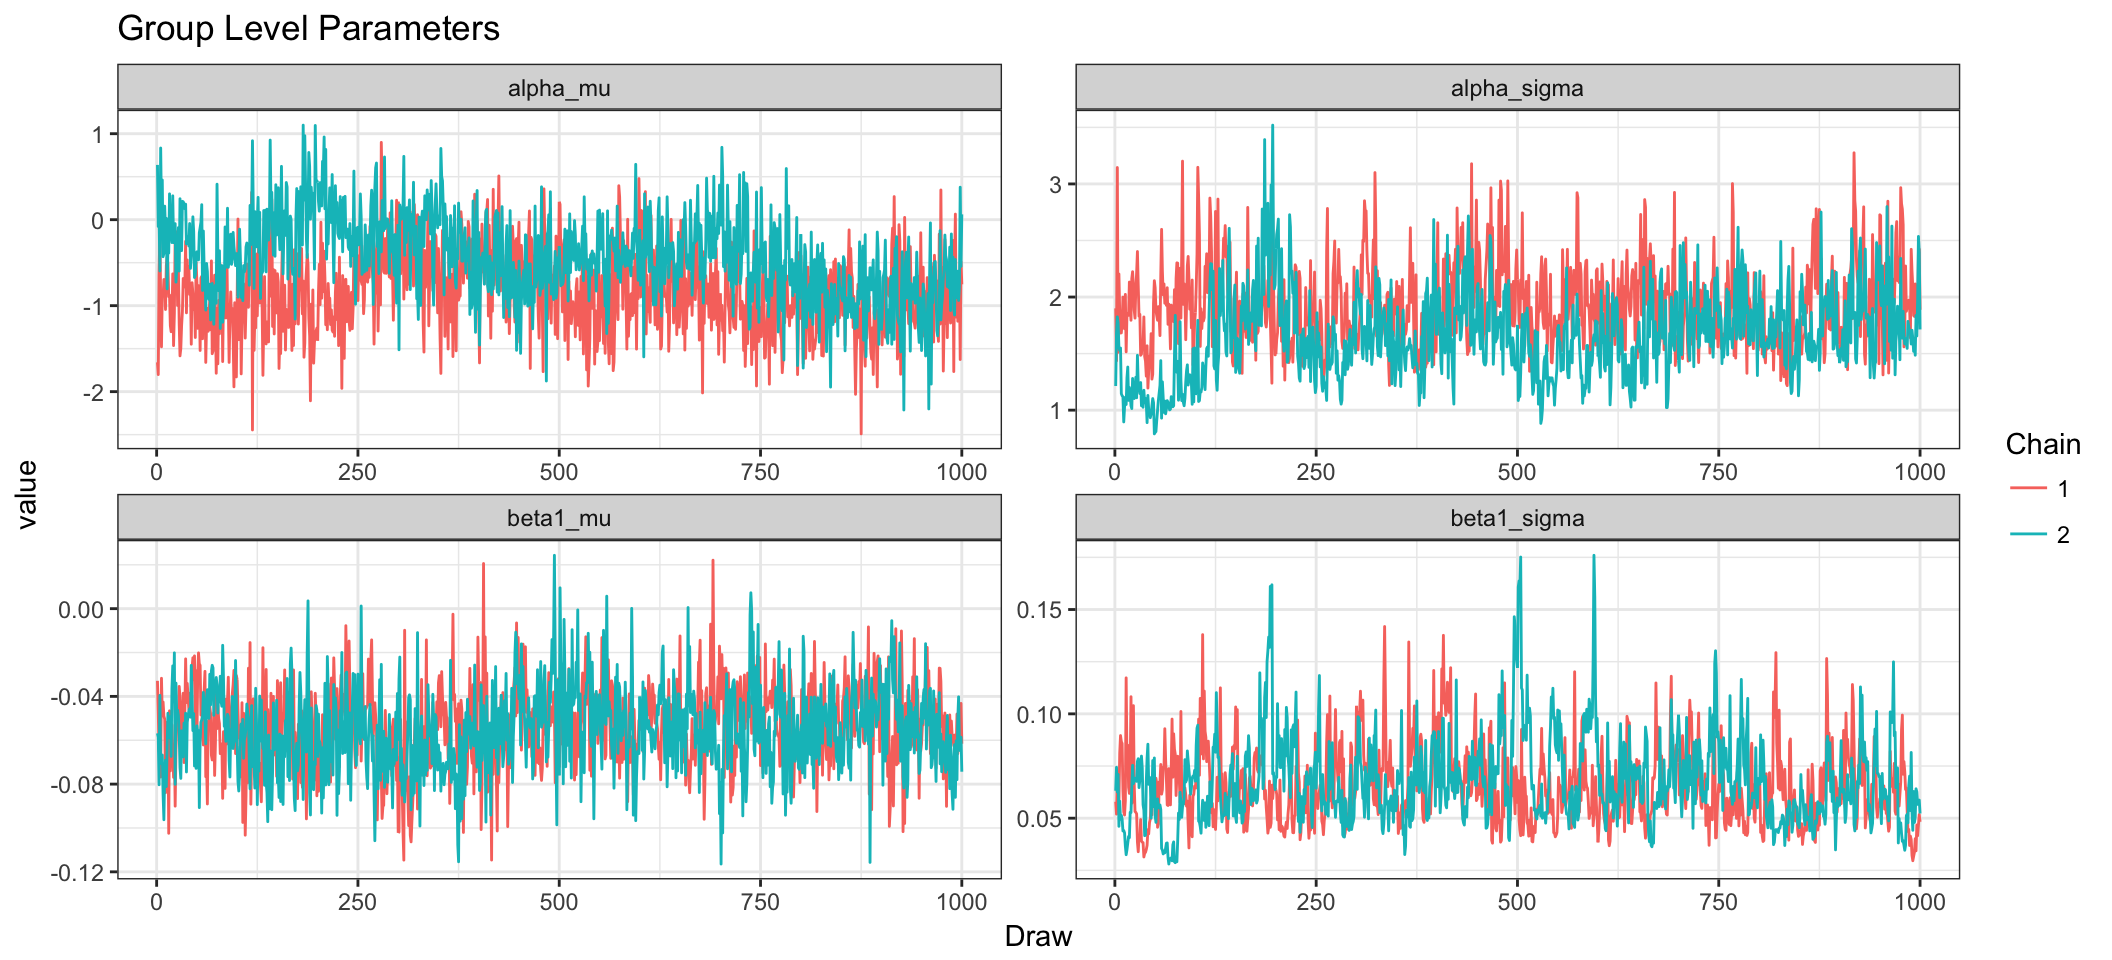 Group Level Parameters
alpha_mu
alpha_sigma
1
0
-1
-2
3
2
1
0 250 500 750 1000
0 250 500 750 1000
value
beta1_mu
beta1_sigma
0.00
-0.04
-0.08
-0.12
0.15
0.10
0.05
0 250 500 750 1000
0 250 500 750 1000
Draw
Chain
1
2